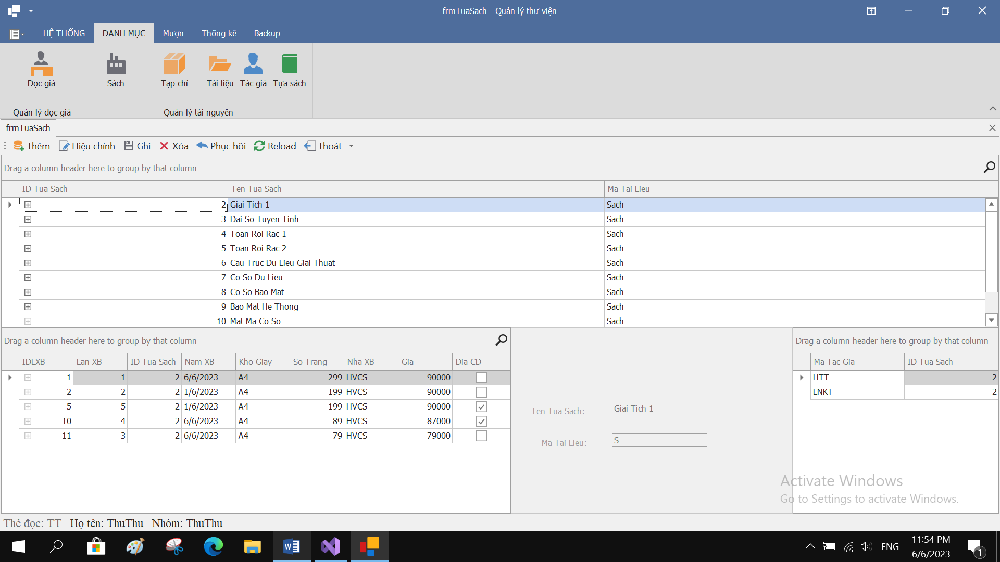 frmTuaSach - Quản lý thư viện
HỆ THỐNG DANH MỤC Mượn Thống kê Backup
Đọc giả Sách Tạp chí Tài liệu Tác giả Tựa sách
Quản lý đọc giả Quản lý tài nguyên
frmTuaSach
Thêm Hiệu chỉnh Ghi Xóa Phục hồi Reload Thoát
Drag a column header here to group by that column
ID Tua Sach Ten Tua Sach Ma Tai Lieu
2 Giai Tich 1 Sach
3 Dai So Tuyen Tinh Sach
4 Toan Roi Rac 1 Sach
5 Toan Roi Rac 2 Sach
6 Cau Truc Du Lieu Giai Thuat Sach
7 Co So Du Lieu Sach
8 Co So Bao Mat Sach
9 Bao Mat He Thong Sach
10 Mat Ma Co So Sach
Drag a column header here to group by that column
IDLXB Lan XB ID Tua Sach Nam XB Kho Giay So Trang Nha XB Gia Dia CD
1 1 2 6/6/2023 A4 299 HVCS 90000
2 2 2 1/6/2023 A4 199 HVCS 90000
5 5 2 1/6/2023 A4 199 HVCS 90000
10 4 2 6/6/2023 A4 89 HVCS 87000
11 3 2 6/6/2023 A4 79 HVCS 79000
Ten Tua Sach: Giai Tich 1
Ma Tai Lieu: S
Drag a column header here to group by that column
Ma Tac Gia ID Tua Sach
HTT 2
LNKT 2
Activate Windows
Go to Settings to activate Windows.
Thẻ đọc: TT Họ tên: ThuThu Nhóm: ThuThu
ENG
11:54 PM
6/6/2023
1